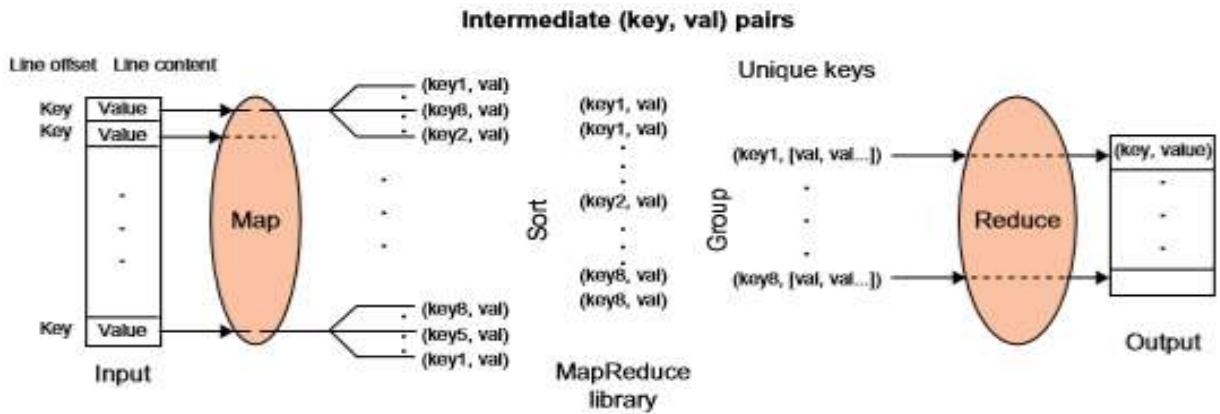 Intermediate (key, val) pairs
Line offset Line content
Unique keys
Key Value
Key Value
Key Value
Input
Map
(key1, val)
(key8, val)
(key2, val)
(key8, val)
(key5, val)
(key1, val)
Sort
(key1, val)
(key1, val)
(key2, val)
(key8, val)
(key8, val)
MapReduce
library
Group
(key1, [val, val...])
(key8, [val, val...])
Reduce
(key, value)
Output